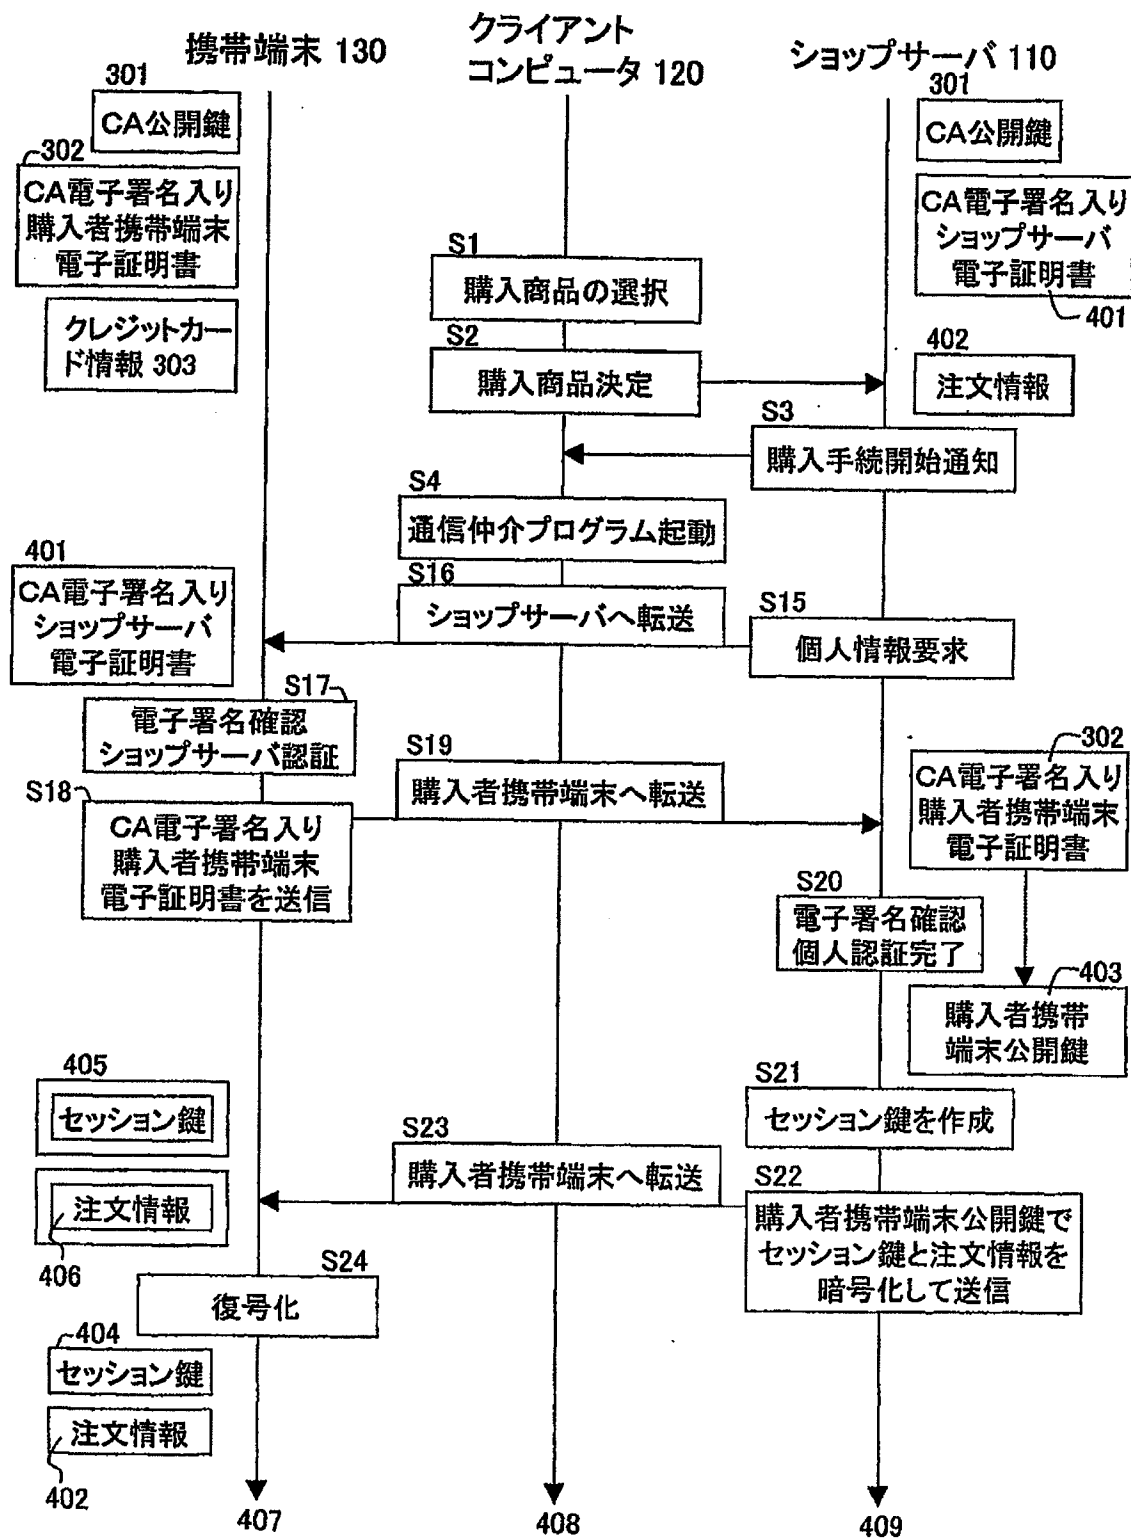 携帯端末 130
クライアント
コンピュータ 120
ショップサーバ 110
301
CA公開鍵
302
CA電子署名入り
購入者携帯端末
電子証明書
クレジットカー
ド情報 303
301
CA公開鍵
CA電子署名入り
ショップサーバ
電子証明書
401
S1
購入商品の選択
S2
購入商品決定
402
注文情報
S3
購入手続開始通知
S4
通信仲介プログラム起動
401
CA電子署名入り
ショップサーバ
電子証明書
S16
ショップサーバへ転送
S15
個人情報要求
S17
電子署名確認
ショップサーバ認証
S18
CA電子署名入り
購入者携帯端末
電子証明書を送信
S19
購入者携帯端末へ転送
302
CA電子署名入り
購入者携帯端末
電子証明書
S20
電子署名確認
個人認証完了
403
購入者携帯
端末公開鍵
405
セッション鍵
注文情報
406
S21
セッション鍵を作成
S23
購入者携帯端末へ転送
S22
購入者携帯端末公開鍵で
セッション鍵と注文情報を
暗号化して送信
S24
復号化
404
セッション鍵
注文情報
402
407
408
409